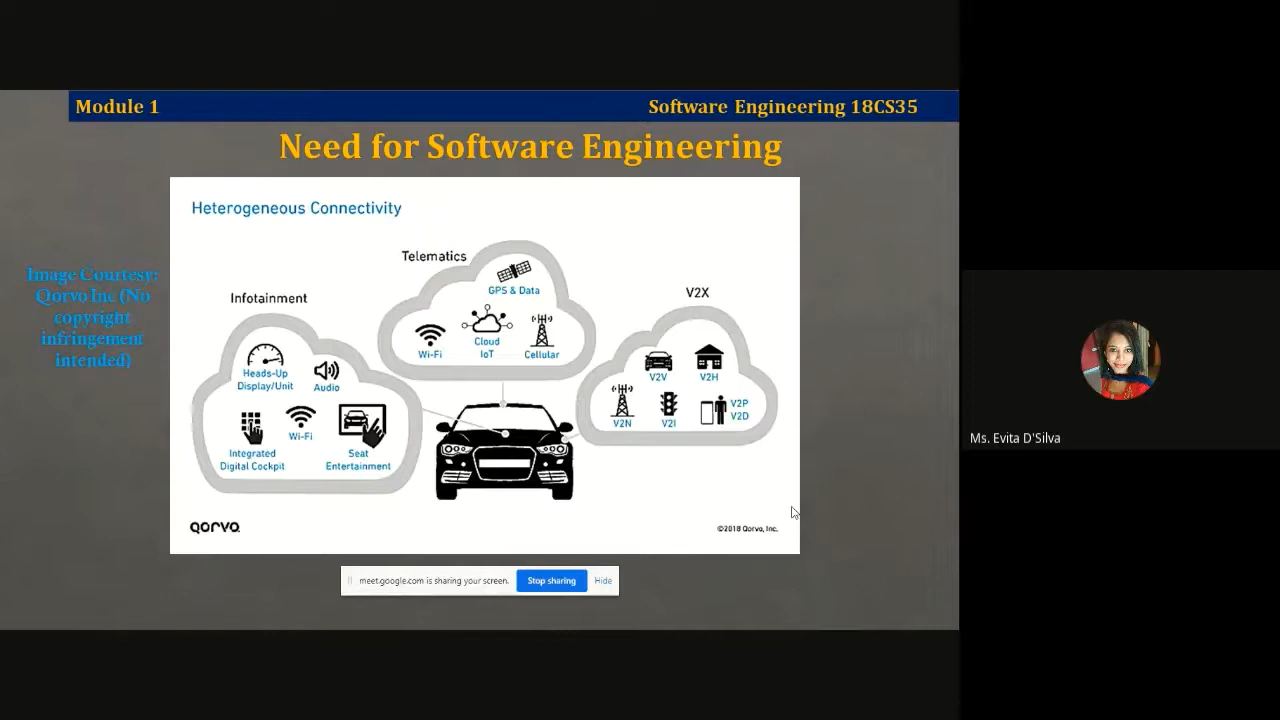 Module 1
Software Engineering 18CS35
Need for Software Engineering
Image Courtesy:
Qorvo Inc (No
copyright
infringement
intended)
Heterogeneous Connectivity
Infotainment
Heads-Up
Display/Unit
Audio
Integrated
Digital Cockpit
Wi-Fi
Seat
Entertainment
Telematics
GPS & Data
Wi-Fi
Cloud
IoT
Cellular
V2X
V2V
V2H
V2N
V2I
V2P
V2D
QORVO
©2018 Qorvo, Inc.
meet.google.com is sharing your screen.
Stop sharing
Hide
Ms. Evita D'Silva